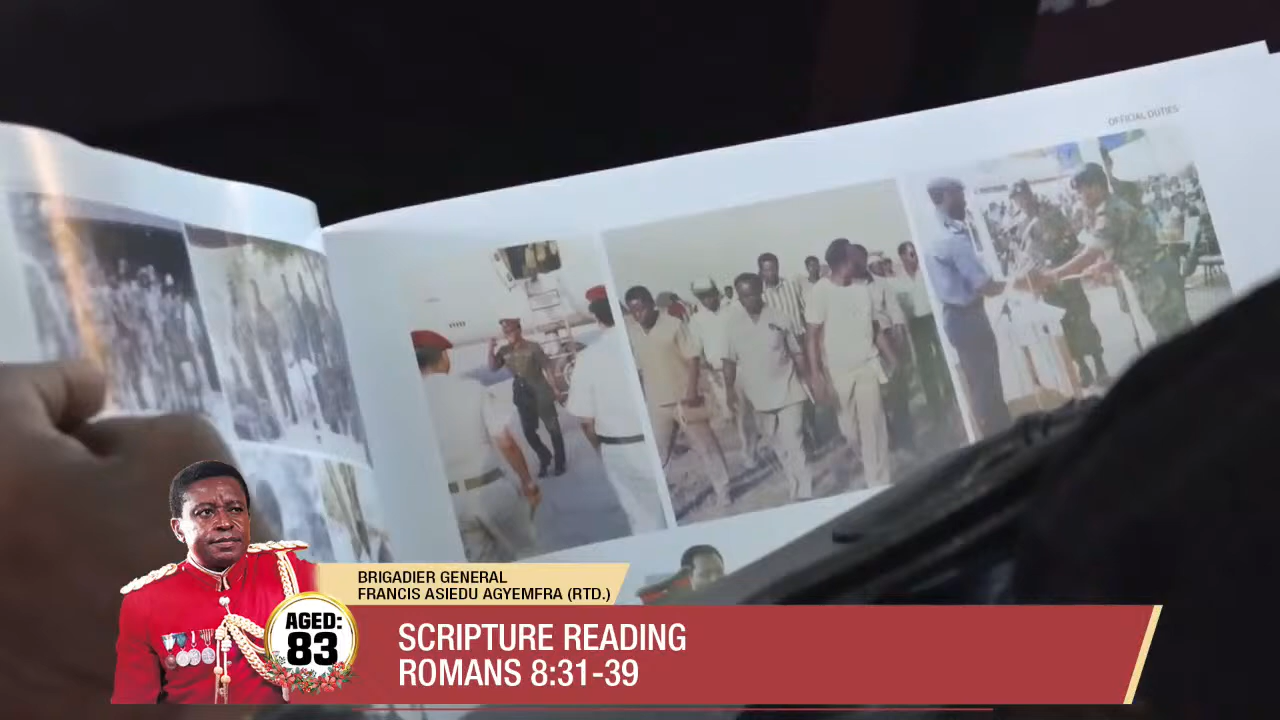 OFFICIAL DUTIES
BRIGADIER GENERAL
FRANCIS ASIEDU AGYEMFRA (RTD.)
AGED:
83
SCRIPTURE READING
ROMANS 8:31-39